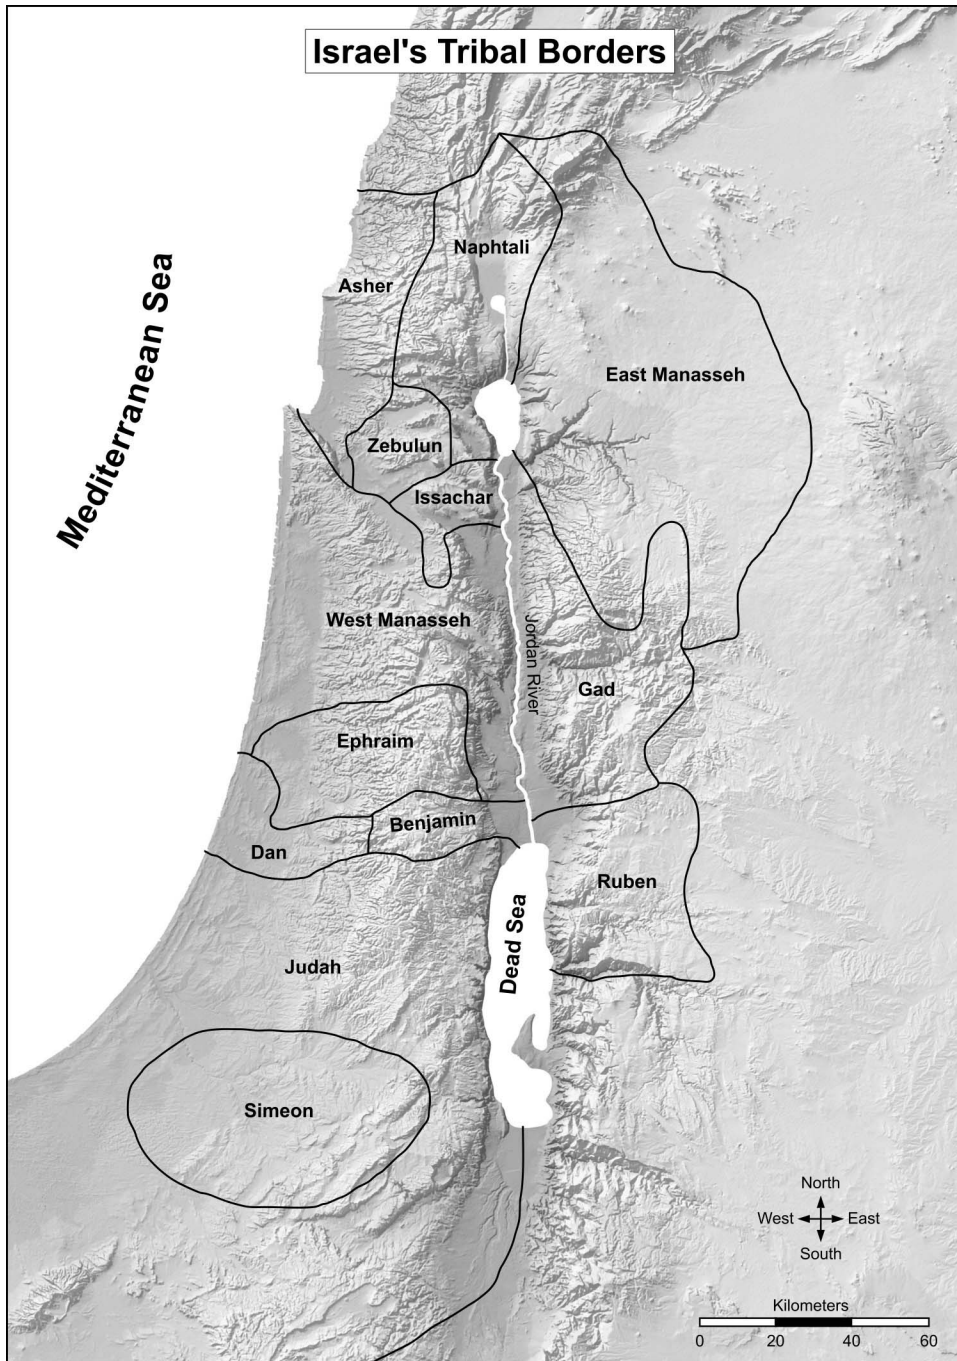 Israel's Tribal Borders
Naphtali
Asher
Mediterranean Sea
East Manasseh
Zebulun
Issachar
West Manasseh
Jordan River
Gad
Ephraim
Benjamin
Dan
Ruben
Dead Sea
Judah
Simeon
North
West East
South
Kilometers
0 20 40 60